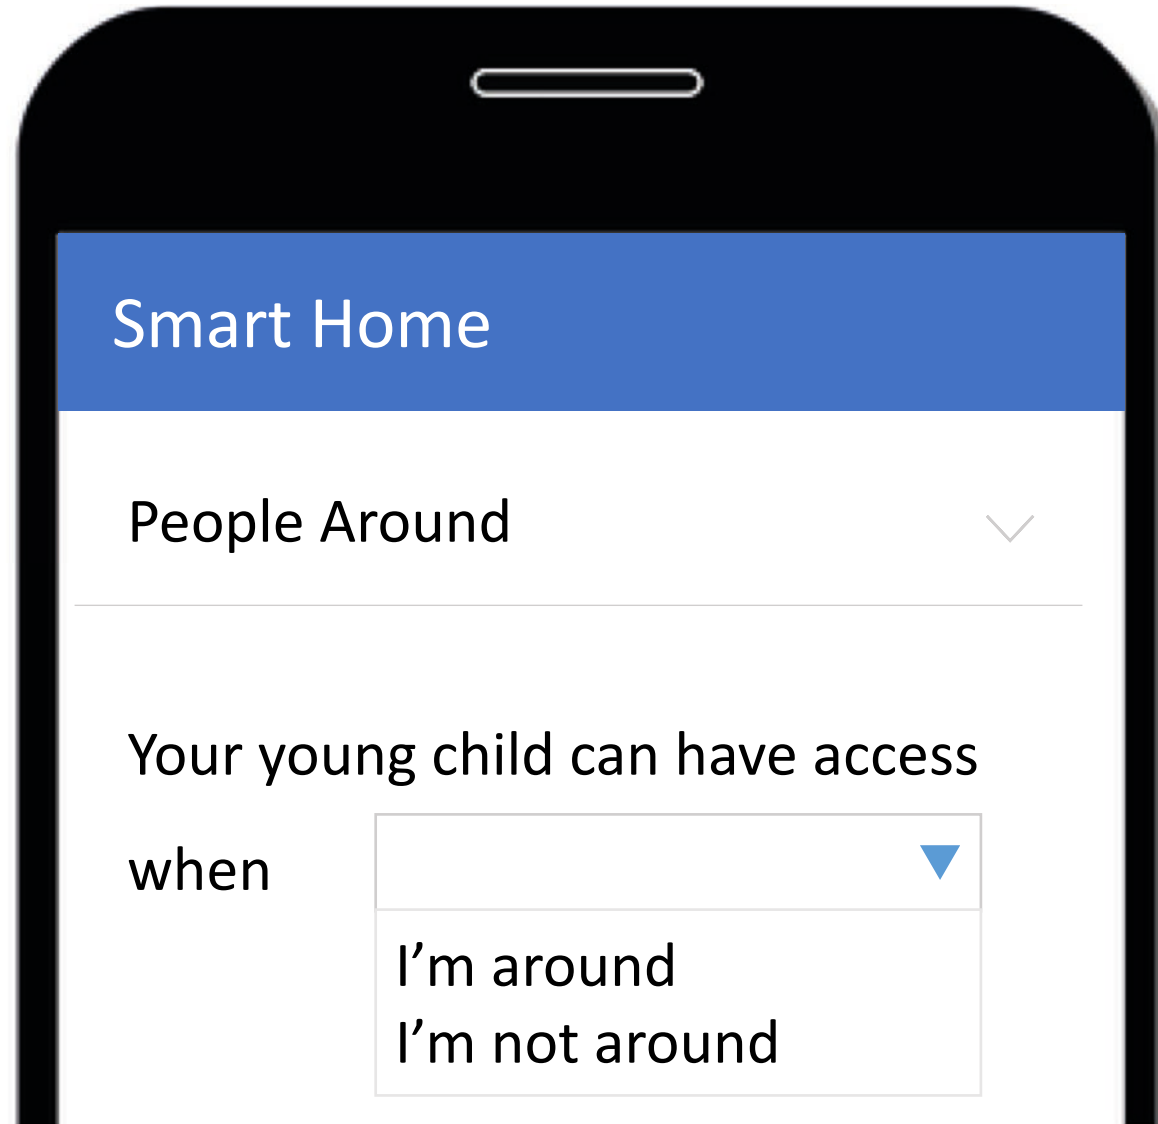 Smart Home
People Around
Your young child can have access
when
I’m around
I’m not around